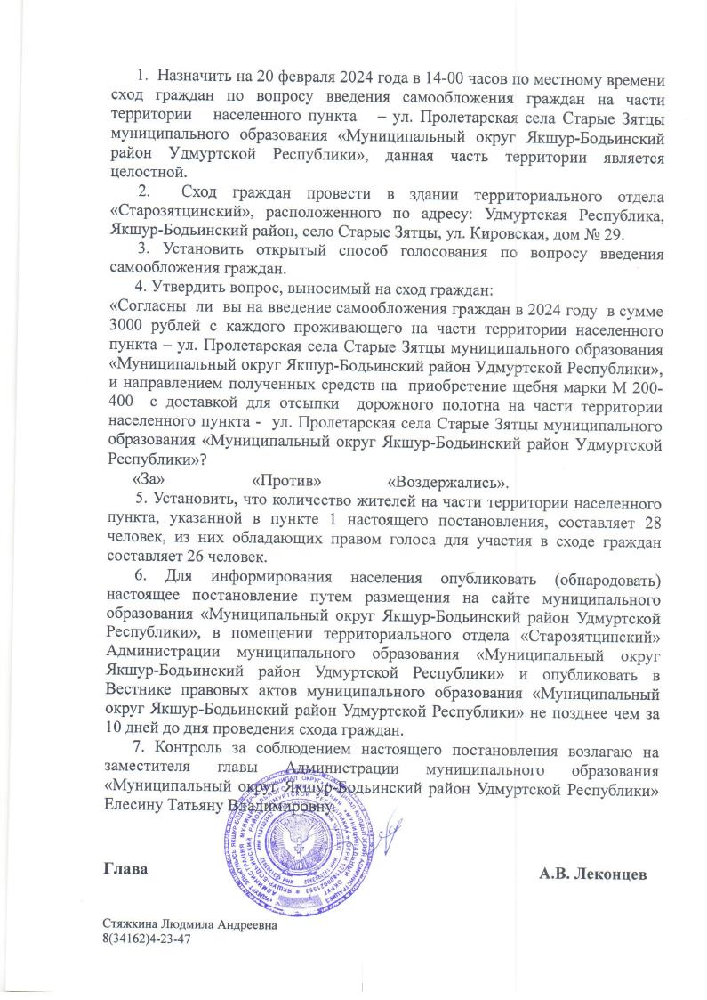 1. Назначить на 20 февраля 2024 года в 14-00 часов по местному времени
сход граждан по вопросу введения самообложения граждан на части
территории населенного пункта – ул. Пролетарская села Старые Зятцы
муниципального образования «Муниципальный округ Якшур-Бодьинский
район Удмуртской Республики», данная часть территории является
целостной.
2. Сход граждан провести в здании территориального отдела
«Старозятцинский», расположенного по адресу: Удмуртская Республика,
Якшур-Бодьинский район, село Старые Зятцы, ул. Кировская, дом № 29.
3. Установить открытый способ голосования по вопросу введения
самообложения граждан.
4. Утвердить вопрос, выносимый на сход граждан:
«Согласны ли вы на введение самообложения граждан в 2024 году в сумме
3000 рублей с каждого проживающего на части территории населенного
пункта – ул. Пролетарская села Старые Зятцы муниципального образования
«Муниципальный округ Якшур-Бодьинский район Удмуртской Республики»,
и направлением полученных средств на приобретение щебня марки М 200-
400 с доставкой для отсыпки дорожного полотна на части территории
населенного пункта - ул. Пролетарская села Старые Зятцы муниципального
образования «Муниципальный округ Якшур-Бодьинский район Удмуртской
Республики»?
«За» «Против» «Воздержались».
5. Установить, что количество жителей на части территории населенного
пункта, указанной в пункте 1 настоящего постановления, составляет 28
человек, из них обладающих правом голоса для участия в сходе граждан
составляет 26 человек.
6. Для информирования населения опубликовать (обнародовать)
настоящее постановление путем размещения на сайте муниципального
образования «Муниципальный округ Якшур-Бодьинский район Удмуртской
Республики», в помещении территориального отдела «Старозятцинский»
Администрации муниципального образования «Муниципальный округ
Якшур-Бодьинский район Удмуртской Республики» и опубликовать в
Вестнике правовых актов муниципального образования «Муниципальный
округ Якшур-Бодьинский район Удмуртской Республики» не позднее чем за
10 дней до дня проведения схода граждан.
7. Контроль за соблюдением настоящего постановления возлагаю на
заместителя главы Администрации муниципального образования
«Муниципальный округ Якшур-Бодьинский район Удмуртской Республики»
Елесину Татьяну Владимировну.
Глава А.В. Леконцев
Стяжкина Людмила Андреевна
8(34162)4-23-47